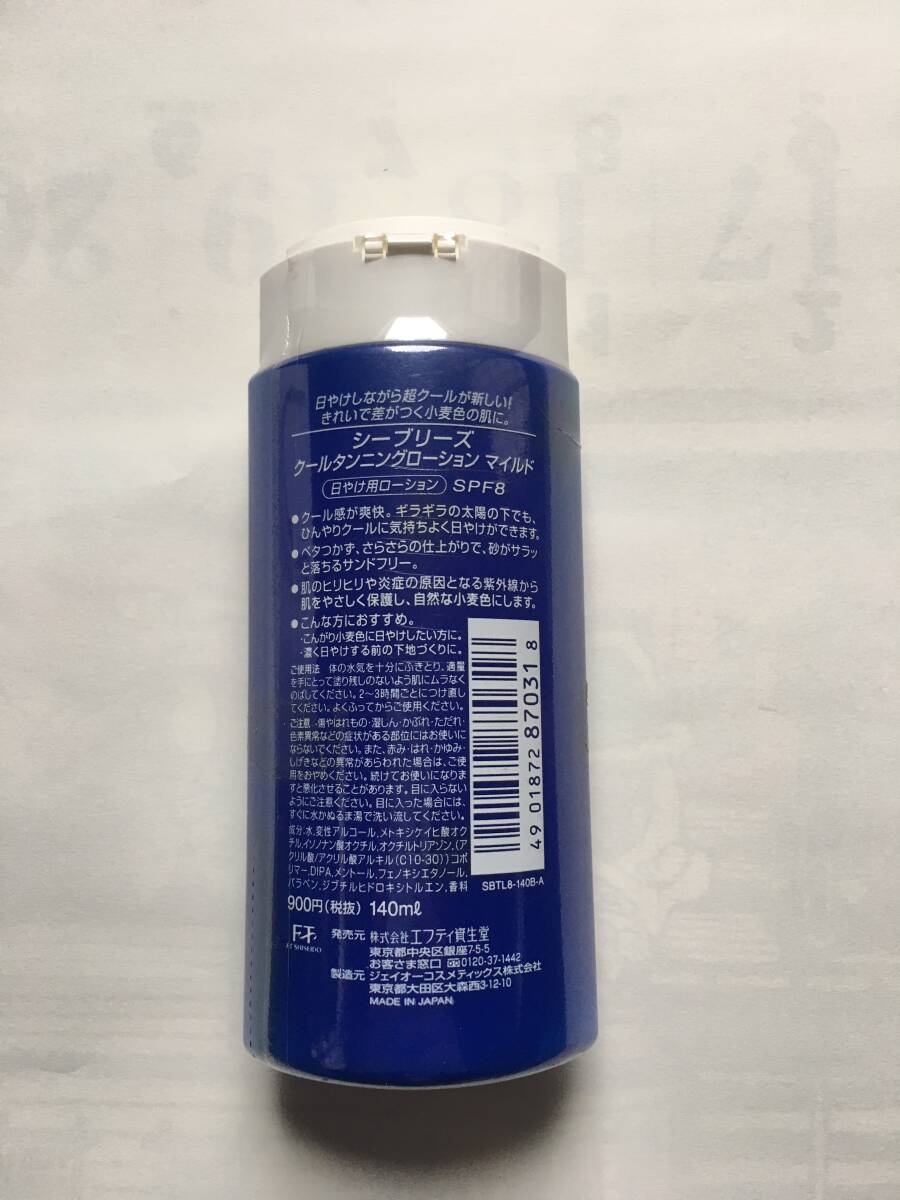 日やけしながら超クールが新しい!
きれいで差がつく小麦色の肌に。
シーブリーズ
クールタンニングローション マイルド
日やけ用ローション SPF8
●クール感が爽快。ギラギラの太陽の下でも、
ひんやりクールに気持ちよく日やけができます。
●ベタつかず、さらさらの仕上がりで、砂がサラッ
と落ちるサンドフリー。
●肌のヒリヒリや炎症の原因となる紫外線から
肌をやさしく保護し、自然な小麦色にします。
●こんな方におすすめ。
・こんがり小麦色に日やけしたい方に。
・濃く日やけする前の下地づくりに。
ご使用法 体の水気を十分にふきとり、適量
を手にとって塗り残しのないよう肌にムラなく
のばしてください。2〜3時間ごとにつけ直し
てください。よくふってからご使用ください。
ご注意 ・傷やはれもの・湿しん・かぶれ・ただれ・
色素異常などの症状がある部位にはお使いに
ならないでください。また、赤み・はれ・かゆみ・
しげきなどの異常があらわれた場合は、ご使
用をおやめください。続けてお使いになりま
すと悪化させることがあります。目に入らない
ようにご注意ください。目に入った場合には、
すぐに水かぬるま湯で洗い流してください。
成分:水,変性アルコール,メトキシケイヒ酸オク
チル,イソノナン酸オクチル,オクチルトリアゾン,(ア
クリル酸/アクリル酸アルキル(C10-30))コポ
リマー,DIPA,メントール,フェノキシエタノール,
パラベン,ジブチルヒドロキシトルエン,香料
4 901872 870318
SBTL8-140B-A
900円(税抜) 140mℓ
FT SHISEIDO
発売元 株式会社エフティ資生堂
東京都中央区銀座7-5-5
お客さま窓口 0120-37-1442
製造元 ジェイオーコスメティックス株式会社
東京都大田区大森西3-12-10
MADE IN JAPAN